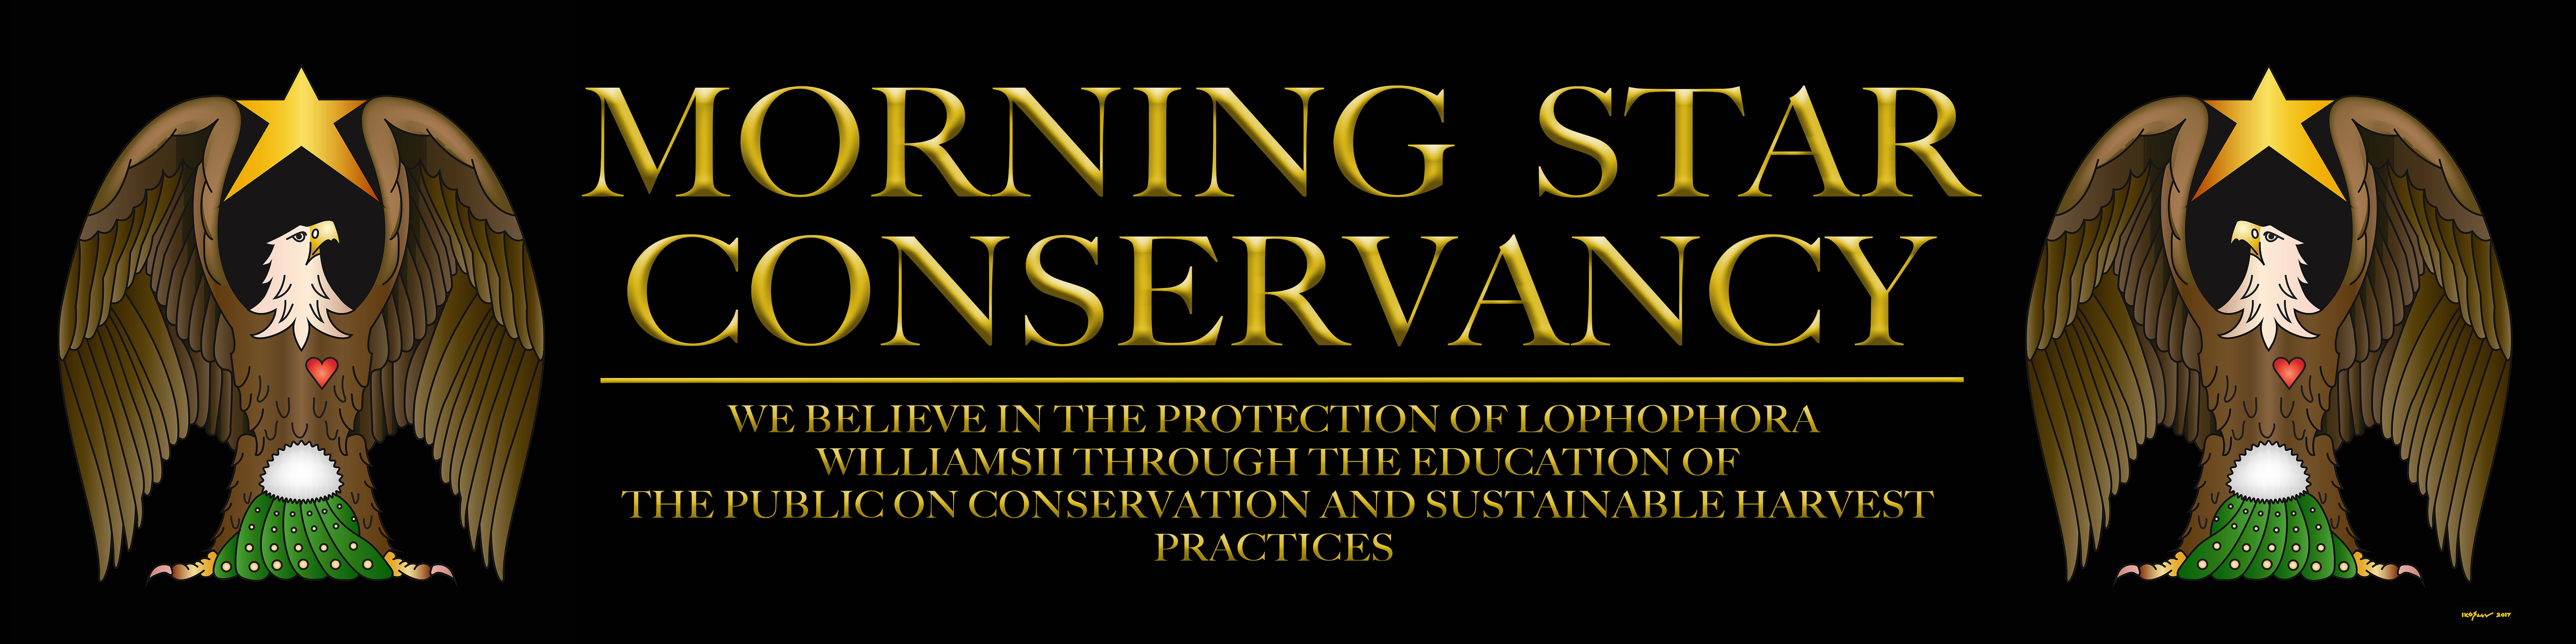 MORNING STAR
CONSERVANCY
WE BELIEVE IN THE PROTECTION OF LOPHOPHORA
WILLIAMSII THROUGH THE EDUCATION OF
THE PUBLIC ON CONSERVATION AND SUSTAINABLE HARVEST
PRACTICES
2017